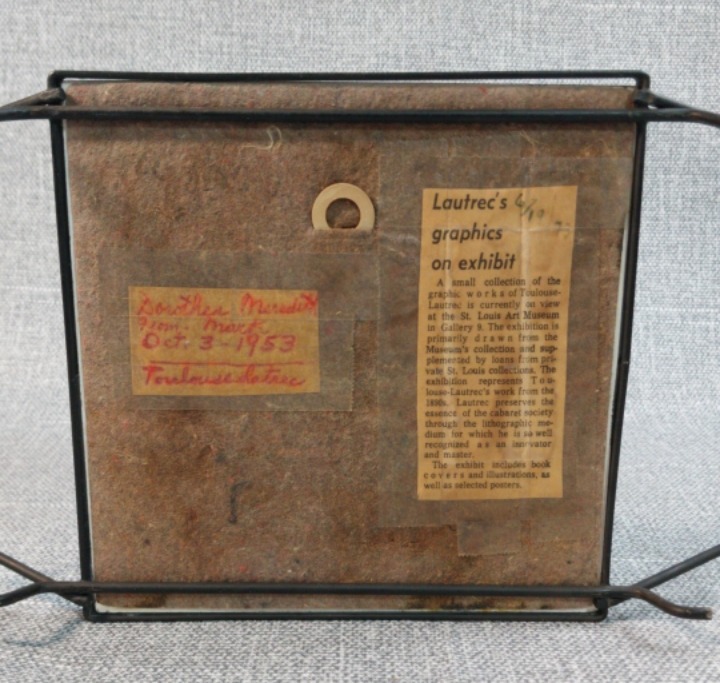 Dorothea Meredith
From. Mark
Oct. 3-1953
Toulouse Latrec
Lautrec's
graphics
on exhibit
A small collection of the
graphic works of Toulouse-
Lautrec is currently on view
at the St. Louis Art Museum
in Gallery 9. The exhibition is
primarily drawn from the
Museum's collection and sup-
plemented by loans from pri-
vate St. Louis collections. The
exhibition represents Tou-
louse-Lautrec's work from the
1890s. Lautrec preserves the
essence of the cabaret society
through the lithographic me-
dium for which he is so well
recognized as an innovator
and master.
The exhibit includes book
covers and illustrations, as
well as selected posters.